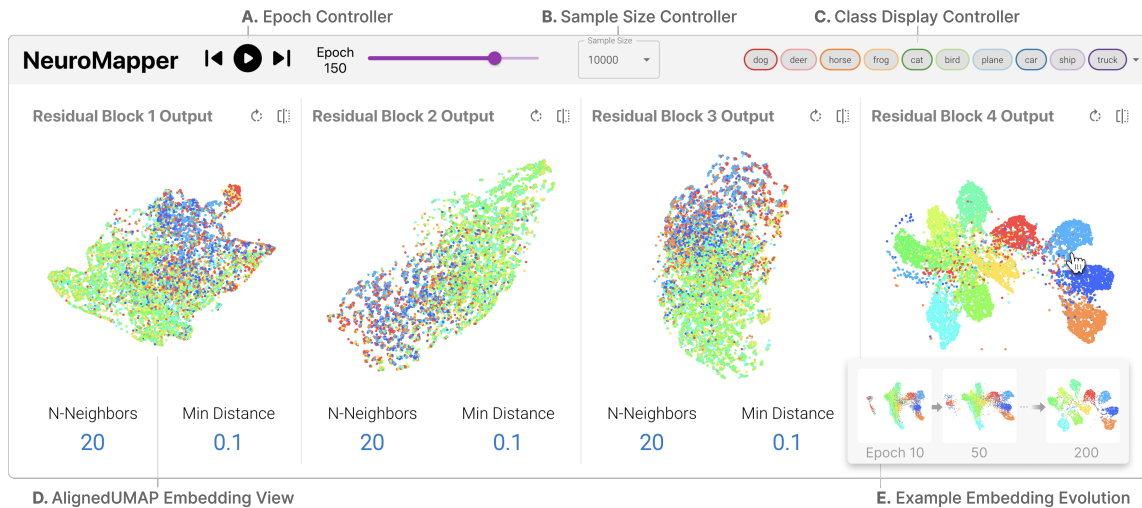 A. Epoch Controller
B. Sample Size Controller
C. Class Display Controller
NeuroMapper
Epoch
150
Sample Size
10000
dog deer horse frog cat bird plane car ship truck
Residual Block 1 Output
Residual Block 2 Output
Residual Block 3 Output
Residual Block 4 Output
N-Neighbors Min Distance
20 0.1
N-Neighbors Min Distance
20 0.1
N-Neighbors Min Distance
20 0.1
Epoch 10 50 200
D. AlignedUMAP Embedding View
E. Example Embedding Evolution